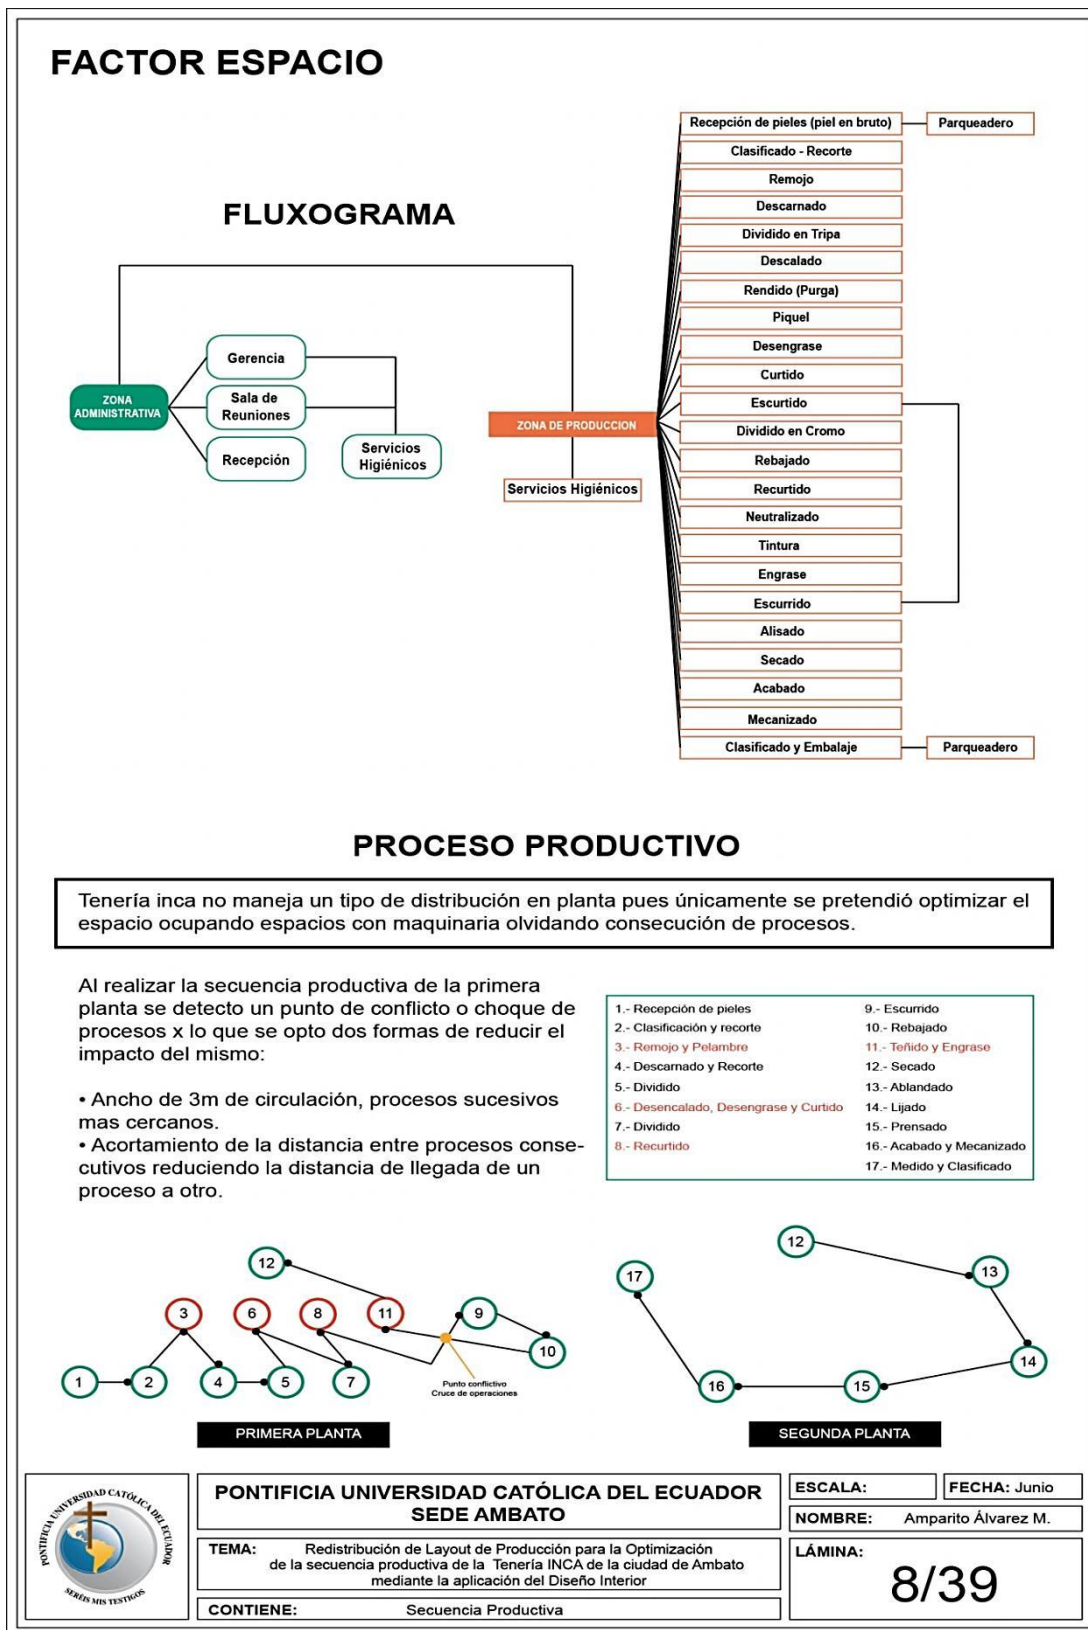 FACTOR ESPACIO
FLUXOGRAMA
ZONA
ADMINISTRATIVA
Gerencia
Sala de
Reuniones
Recepción
Servicios
Higiénicos
ZONA DE PRODUCCION
Servicios Higiénicos
Recepción de pieles (piel en bruto)
Parqueadero
Clasificado - Recorte
Remojo
Descarnado
Dividido en Tripa
Descalado
Rendido (Purga)
Piquel
Desengrase
Curtido
Escurtido
Dividido en Cromo
Rebajado
Recurtido
Neutralizado
Tintura
Engrase
Escurrido
Alisado
Secado
Acabado
Mecanizado
Clasificado y Embalaje
Parqueadero
PROCESO PRODUCTIVO
Tenería inca no maneja un tipo de distribución en planta pues únicamente se pretendió optimizar el
espacio ocupando espacios con maquinaria olvidando consecución de procesos.
Al realizar la secuencia productiva de la primera
planta se detecto un punto de conflicto o choque de
procesos x lo que se opto dos formas de reducir el
impacto del mismo:
• Ancho de 3m de circulación, procesos sucesivos
mas cercanos.
• Acortamiento de la distancia entre procesos conse-
cutivos reduciendo la distancia de llegada de un
proceso a otro.
1.- Recepción de pieles
2.- Clasificación y recorte
3.- Remojo y Pelambre
4.- Descarnado y Recorte
5.- Dividido
6.- Desencalado, Desengrase y Curtido
7.- Dividido
8.- Recurtido
9.- Escurrido
10.- Rebajado
11.- Teñido y Engrase
12.- Secado
13.- Ablandado
14.- Lijado
15.- Prensado
16.- Acabado y Mecanizado
17.- Medido y Clasificado
12
3
6
8
11
9
10
1
2
4
5
7
Punto conflictivo
Cruce de operaciones
PRIMERA PLANTA
12
17
13
14
16
15
SEGUNDA PLANTA
PONTIFICIA UNIVERSIDAD CATÓLICA DEL ECUADOR
SERÉIS MIS TESTIGOS
PONTIFICIA UNIVERSIDAD CATÓLICA DEL ECUADOR
SEDE AMBATO
TEMA: Redistribución de Layout de Producción para la Optimización
de la secuencia productiva de la Tenería INCA de la ciudad de Ambato
mediante la aplicación del Diseño Interior
CONTIENE: Secuencia Productiva
ESCALA:
FECHA: Junio
NOMBRE: Amparito Álvarez M.
LÁMINA:
8/39